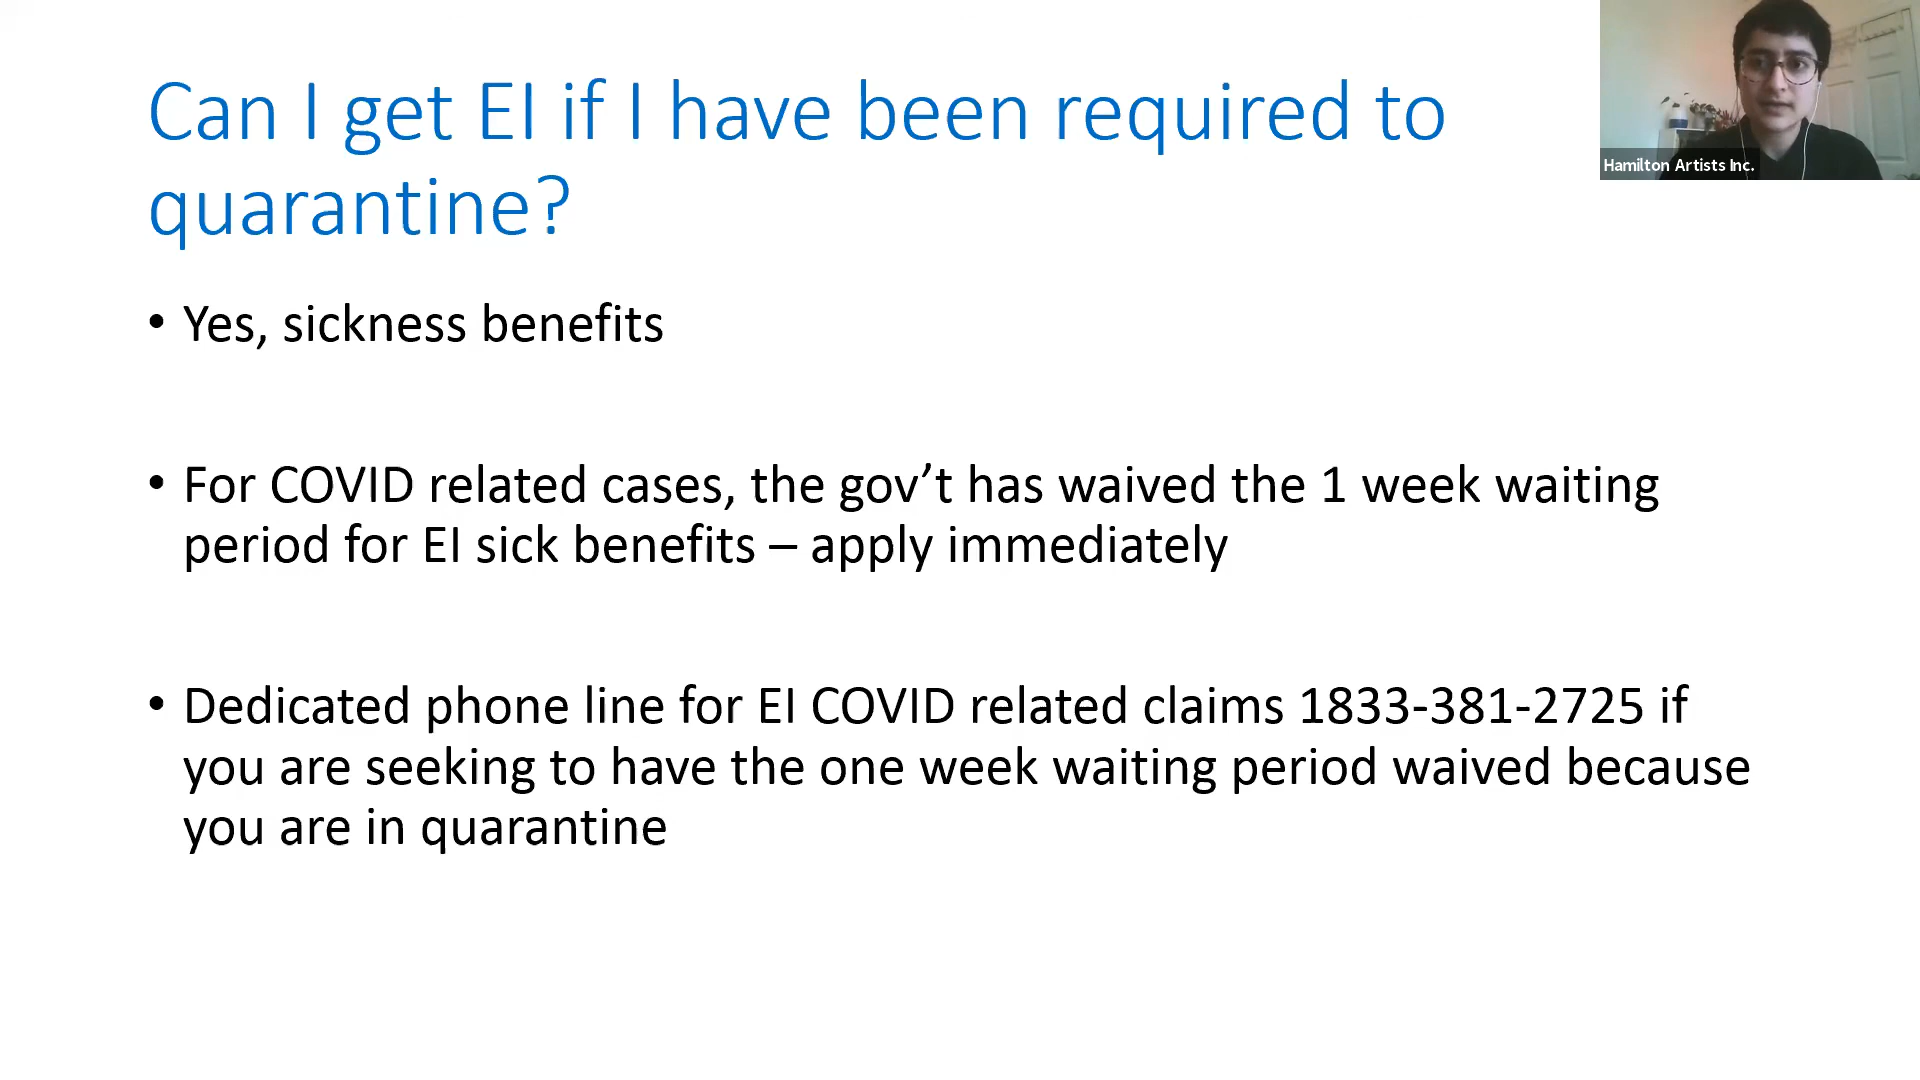 Can I get EI if I have been required to
quarantine?
Hamilton Artists Inc.
• Yes, sickness benefits
• For COVID related cases, the gov’t has waived the 1 week waiting
period for EI sick benefits – apply immediately
• Dedicated phone line for EI COVID related claims 1833-381-2725 if
you are seeking to have the one week waiting period waived because
you are in quarantine